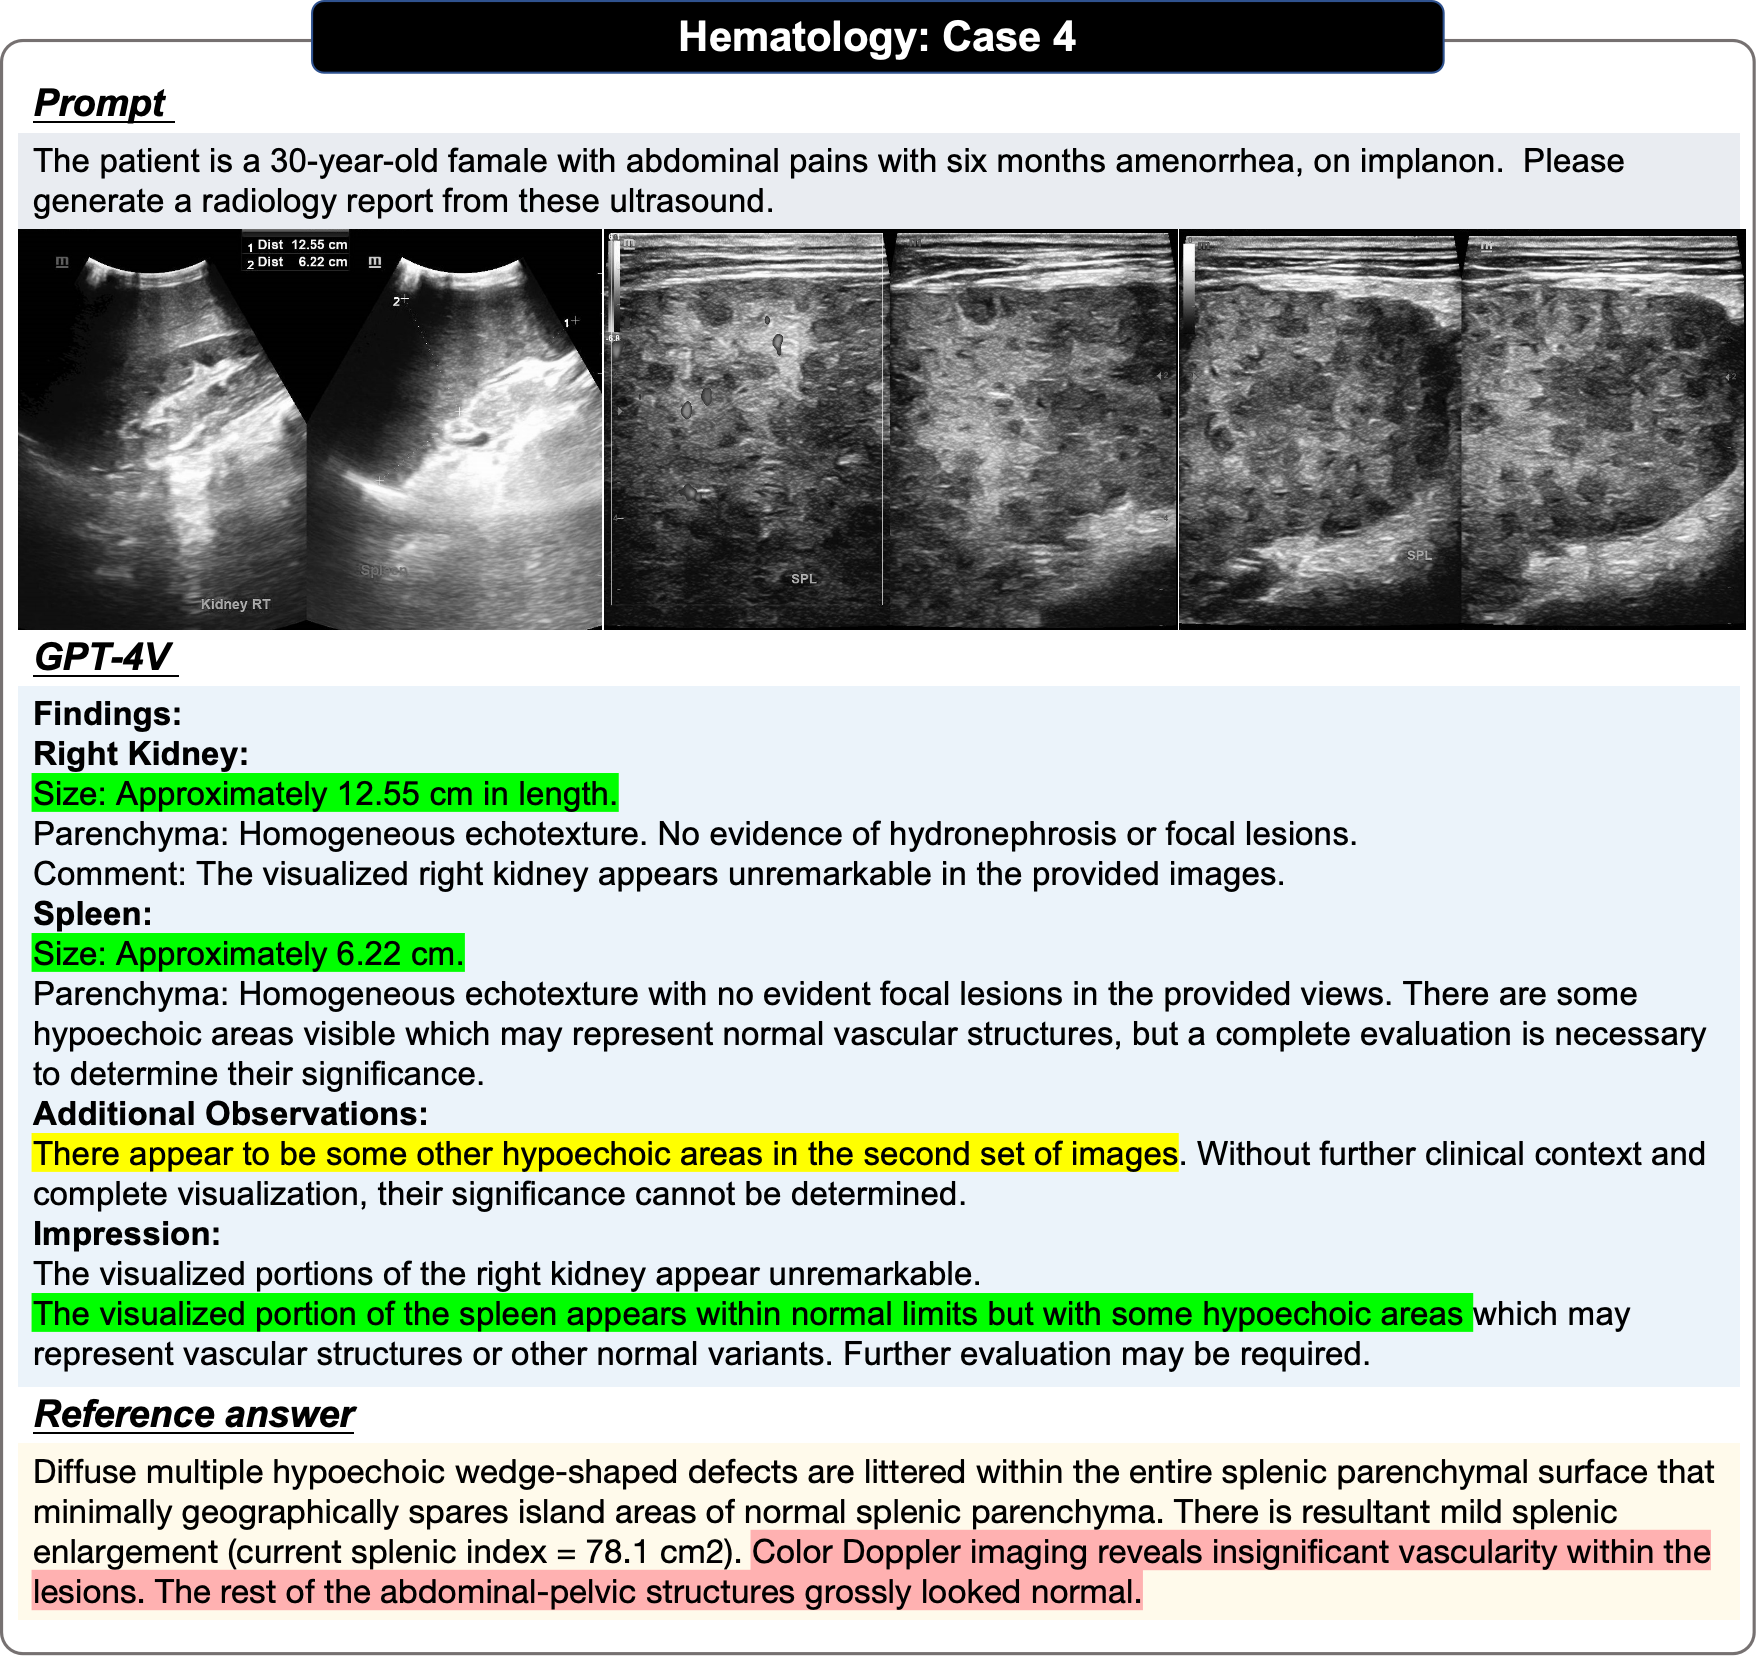 Hematology: Case 4
Prompt
The patient is a 30-year-old famale with abdominal pains with six months amenorrhea, on implanon.  Please
generate a radiology report from these ultrasound.
1 Dist 12.55 cm
2 Dist 6.22 cm
m
m
2
1
Kidney RT
Spleen
m
-6.8
SPL
SPL
GPT-4V
Findings:
Right Kidney:
Size: Approximately 12.55 cm in length.
Parenchyma: Homogeneous echotexture. No evidence of hydronephrosis or focal lesions.
Comment: The visualized right kidney appears unremarkable in the provided images.
Spleen:
Size: Approximately 6.22 cm.
Parenchyma: Homogeneous echotexture with no evident focal lesions in the provided views. There are some
hypoechoic areas visible which may represent normal vascular structures, but a complete evaluation is necessary
to determine their significance.
Additional Observations:
There appear to be some other hypoechoic areas in the second set of images. Without further clinical context and
complete visualization, their significance cannot be determined.
Impression:
The visualized portions of the right kidney appear unremarkable.
The visualized portion of the spleen appears within normal limits but with some hypoechoic areas which may
represent vascular structures or other normal variants. Further evaluation may be required.
Reference answer
Diffuse multiple hypoechoic wedge-shaped defects are littered within the entire splenic parenchymal surface that
minimally geographically spares island areas of normal splenic parenchyma. There is resultant mild splenic
enlargement (current splenic index = 78.1 cm2). Color Doppler imaging reveals insignificant vascularity within the
lesions. The rest of the abdominal-pelvic structures grossly looked normal.